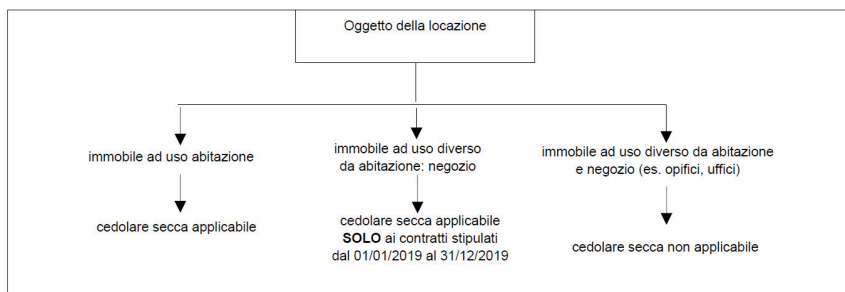 Oggetto della locazione
immobile ad uso abitazione
cedolare secca applicabile
immobile ad uso diverso
da abitazione: negozio
cedolare secca applicabile
SOLO ai contratti stipulati
dal 01/01/2019 al 31/12/2019
immobile ad uso diverso da abitazione
e negozio (es. opifici, uffici)
cedolare secca non applicabile